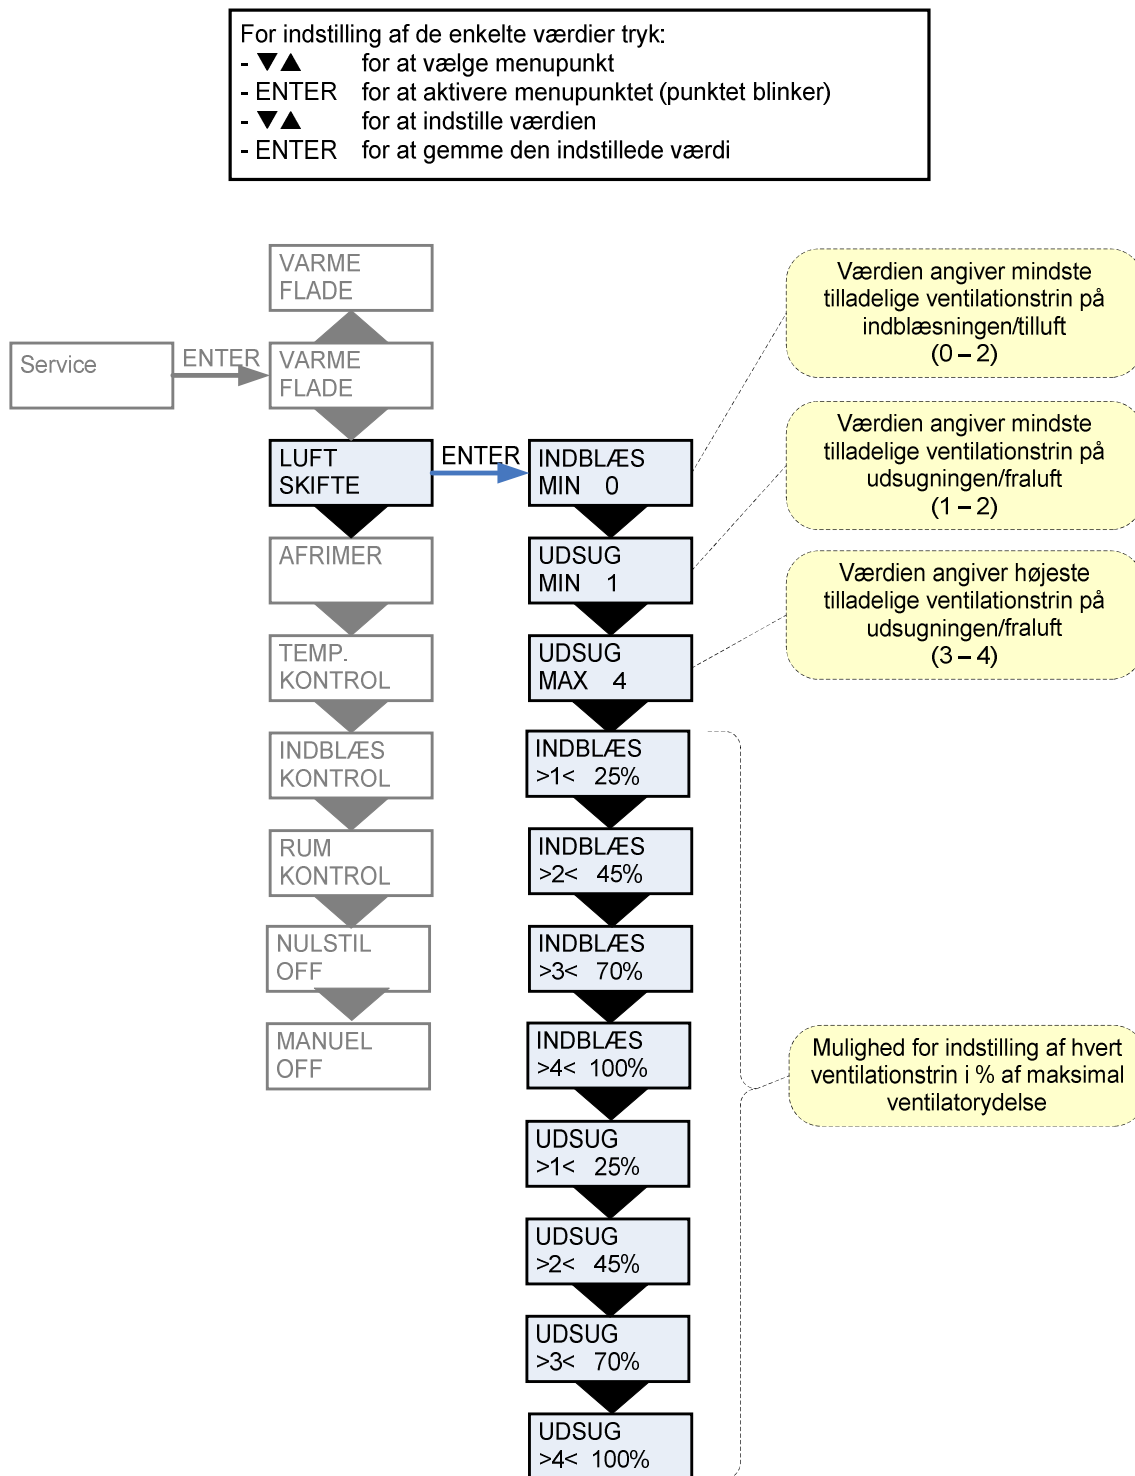 For indstilling af de enkelte værdier tryk:
- ▼▲ for at vælge menupunkt
- ENTER for at aktivere menupunktet (punktet blinker)
- ▼▲ for at indstille værdien
- ENTER for at gemme den indstillede værdi
VARME
FLADE
Service
ENTER
VARME
FLADE
LUFT
SKIFTE
ENTER
AFRIMER
TEMP.
KONTROL
INDBLÆS
KONTROL
RUM
KONTROL
NULSTIL
OFF
MANUEL
OFF
INDBLÆS
MIN 0
UDSUG
MIN 1
UDSUG
MAX 4
INDBLÆS
>1< 25%
INDBLÆS
>2< 45%
INDBLÆS
>3< 70%
INDBLÆS
>4< 100%
UDSUG
>1< 25%
UDSUG
>2< 45%
UDSUG
>3< 70%
UDSUG
>4< 100%
Værdien angiver mindste
tilladelige ventilationstrin på
indblæsningen/tilluft
(0 – 2)
Værdien angiver mindste
tilladelige ventilationstrin på
udsugningen/fraluft
(1 – 2)
Værdien angiver højeste
tilladelige ventilationstrin på
udsugningen/fraluft
(3 – 4)
Mulighed for indstilling af hvert
ventilationstrin i % af maksimal
ventilatorydelse